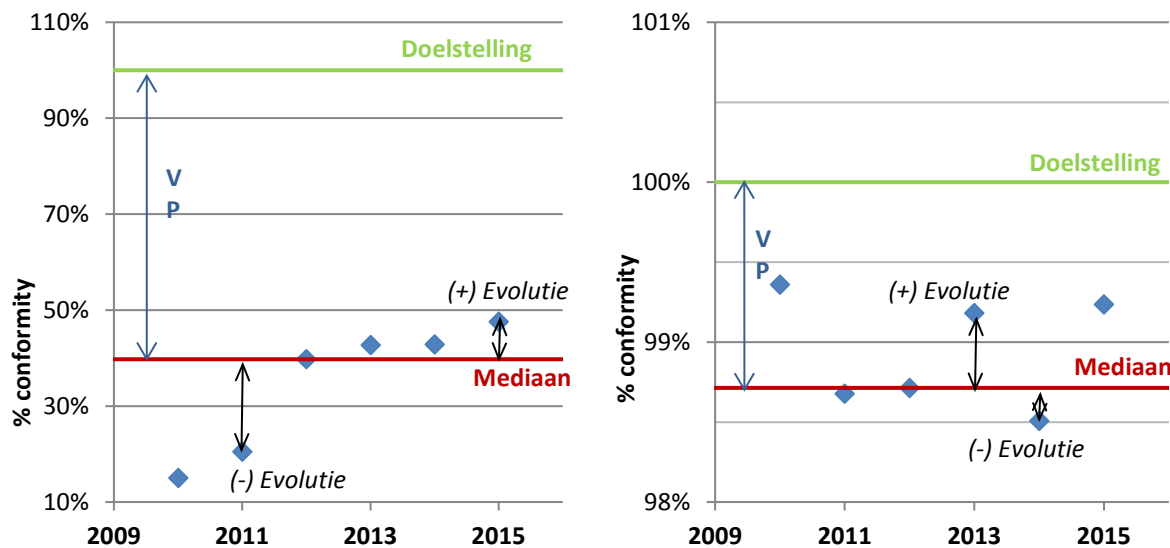 110%
Doelstelling
90%
V
P
70%
% conformity
50%
(+) Evolutie
Mediaan
30%
(-) Evolutie
10%
2009
2011
2013
2015
101%
Doelstelling
100%
V
P
% conformity
(+) Evolutie
99%
Mediaan
(-) Evolutie
98%
2009
2011
2013
2015